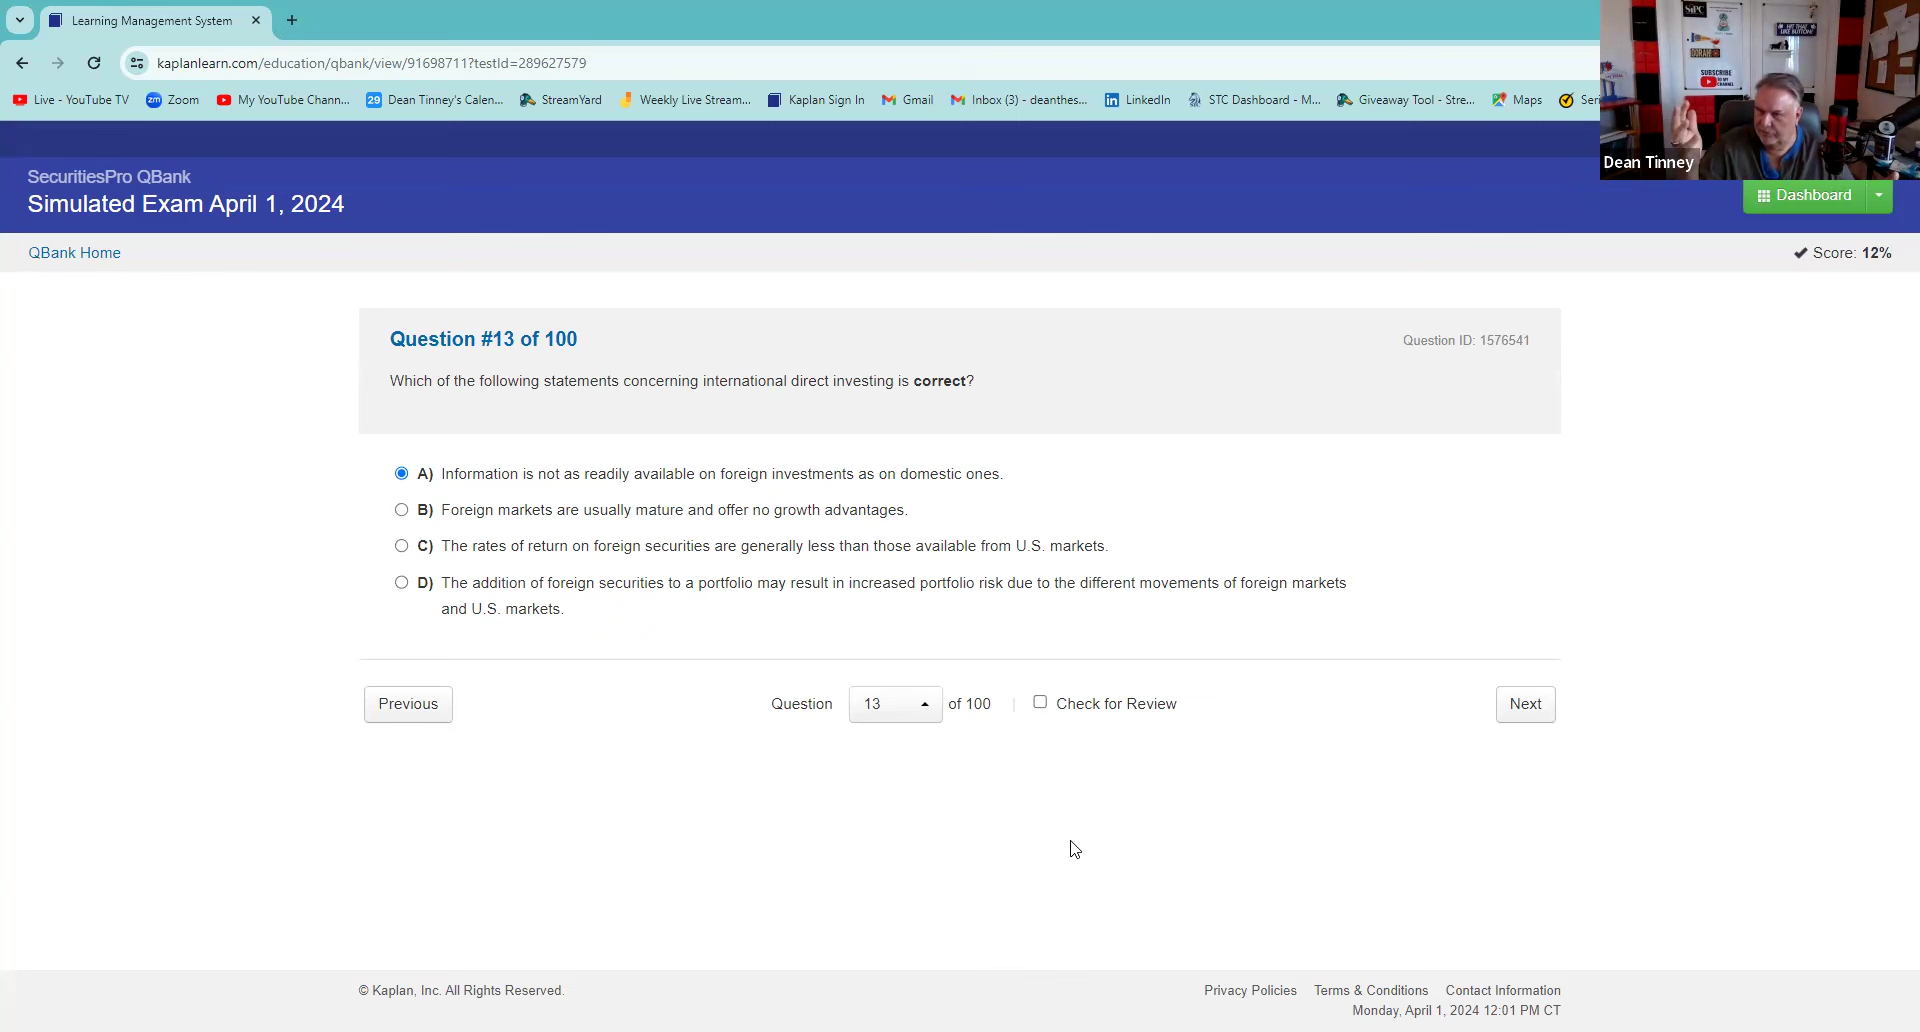 Learning Management System
kaplanlearn.com/education/qbank/view/91698711?testId=289627579
Live - YouTube TV
Zoom
My YouTube Chann...
Dean Tinney's Calen...
StreamYard
Weekly Live Stream...
Kaplan Sign In
Gmail
Inbox (3) - deanthes...
LinkedIn
STC Dashboard - M...
Giveaway Tool - Stre...
Maps
Seri
SIPC
HIT THAT
LIKE BUTTON!
SUBSCRIBE
Dean Tinney
SecuritiesPro QBank
Simulated Exam April 1, 2024
Dashboard
QBank Home
Score: 12%
Question #13 of 100
Question ID: 1576541
Which of the following statements concerning international direct investing is correct?
A) Information is not as readily available on foreign investments as on domestic ones.
B) Foreign markets are usually mature and offer no growth advantages.
C) The rates of return on foreign securities are generally less than those available from U.S. markets.
D) The addition of foreign securities to a portfolio may result in increased portfolio risk due to the different movements of foreign markets
and U.S. markets.
Previous
Question 13 of 100 | Check for Review
Next
© Kaplan, Inc. All Rights Reserved.
Privacy Policies Terms & Conditions Contact Information
Monday, April 1, 2024 12:01 PM CT